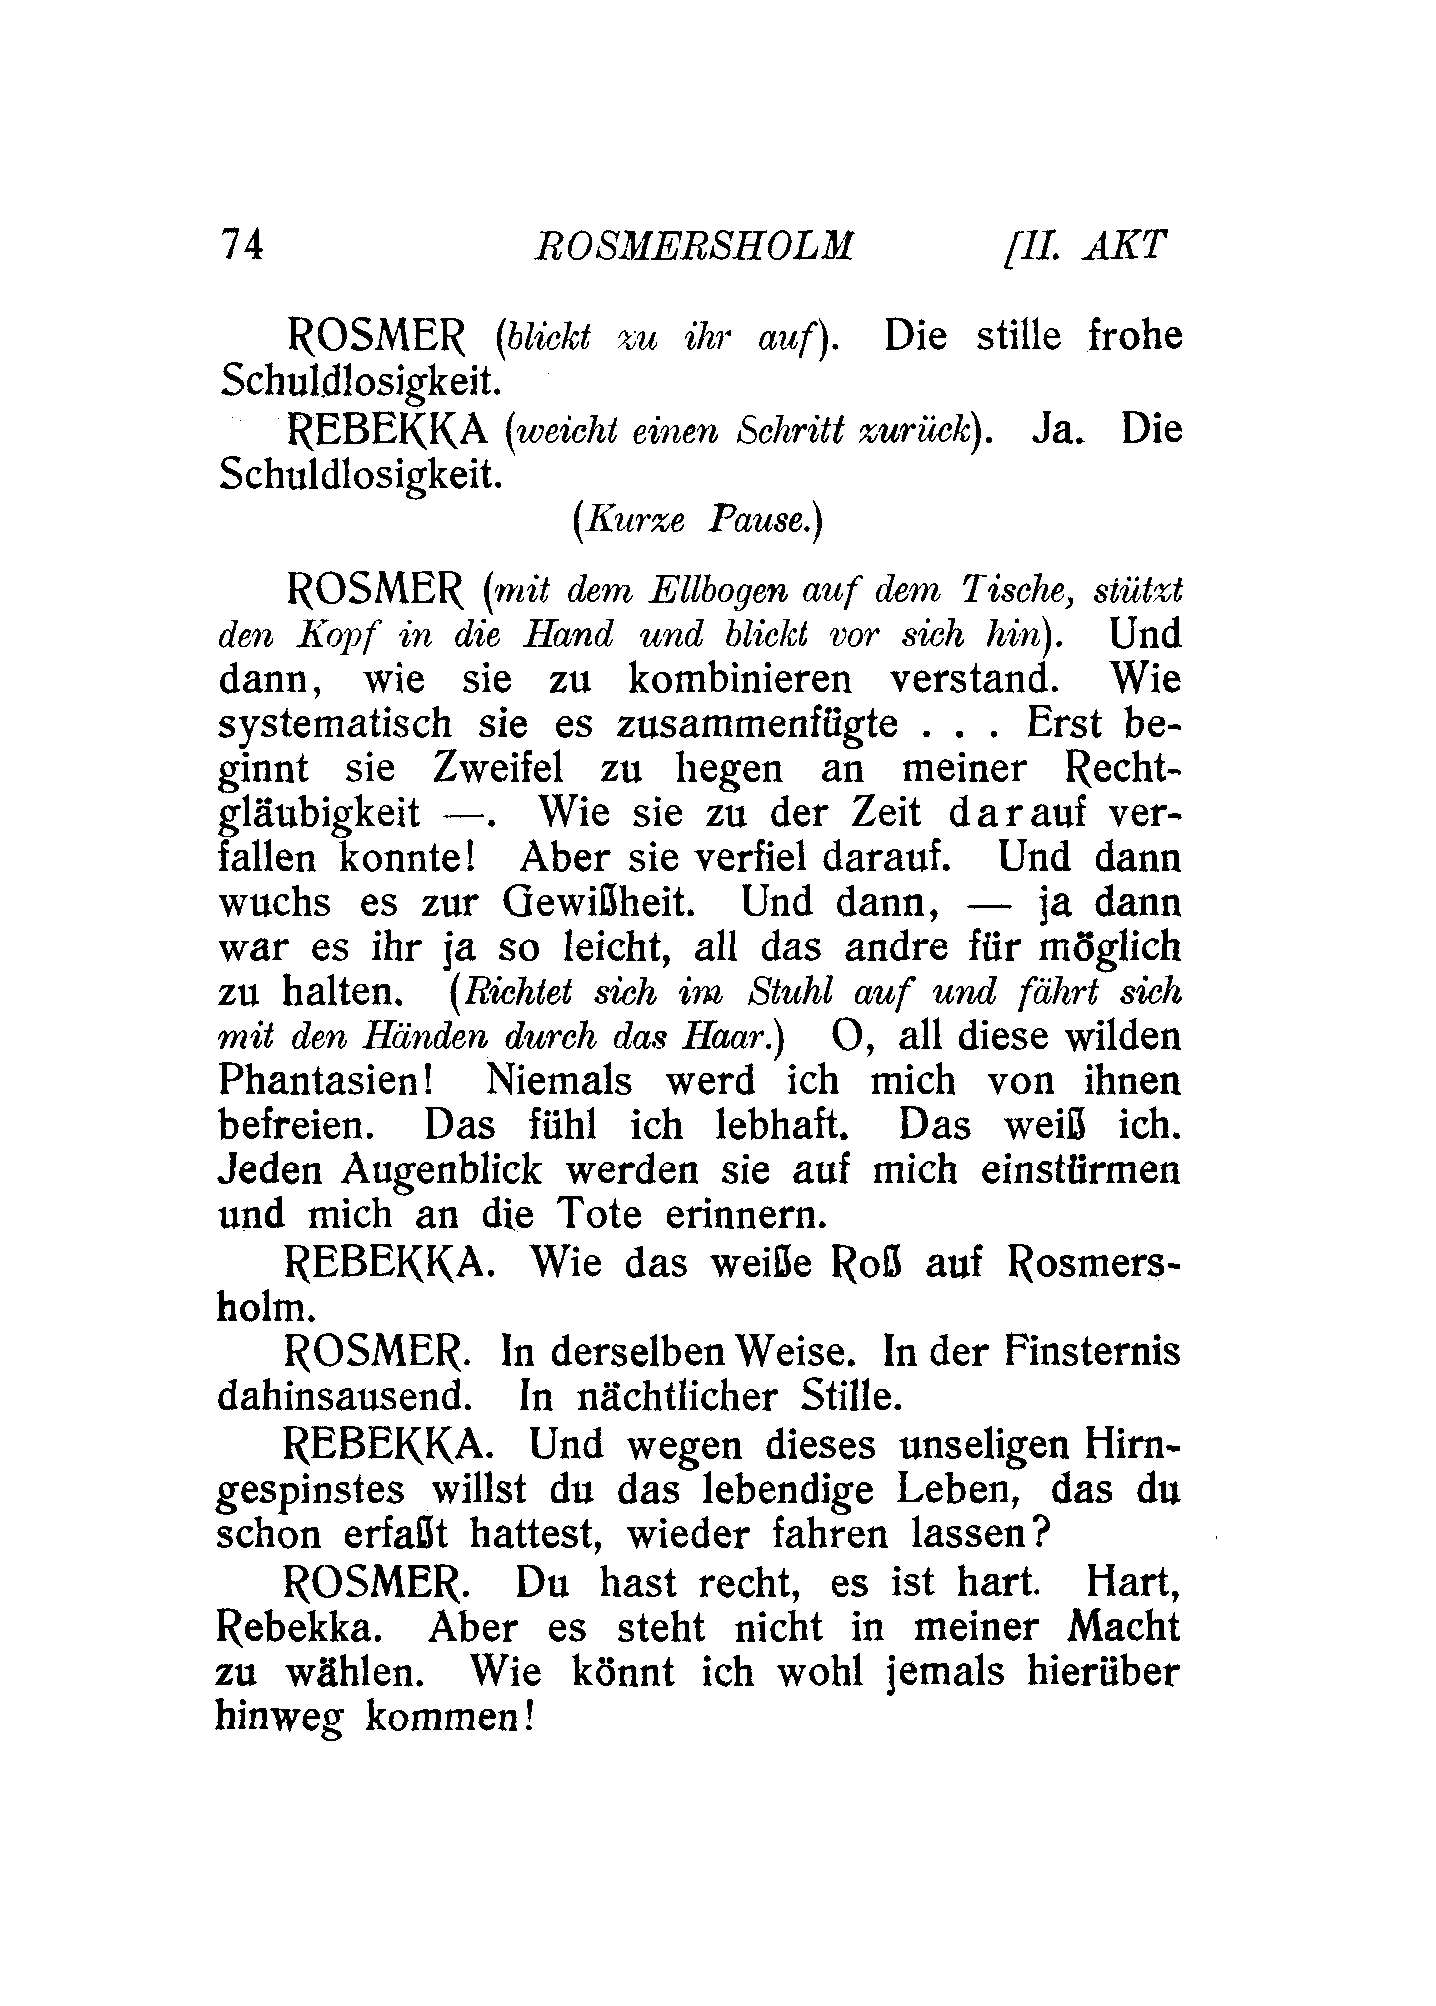 74 ROSMERSHOLM [II. AKT
ROSMER (blickt zu ihr auf). Die stille frohe
Schuldlosigkeit.
REBEKKA (weicht einen Schritt zurück). Ja. Die
Schuldlosigkeit.
(Kurze Pause.)
ROSMER (mit dem Ellbogen auf dem Tische, stützt
den Kopf in die Hand und blickt vor sich hin). Und
dann, wie sie zu kombinieren verstand. Wie
systematisch sie es zusammenfügte . . . Erst be-
ginnt sie Zweifel zu hegen an meiner Recht-
gläubigkeit —. Wie sie zu der Zeit darauf ver-
fallen konnte! Aber sie verfiel darauf. Und dann
wuchs es zur Gewißheit. Und dann, — ja dann
war es ihr ja so leicht, all das andre für möglich
zu halten. (Richtet sich im Stuhl auf und fährt sich
mit den Händen durch das Haar.) O, all diese wilden
Phantasien! Niemals werd ich mich von ihnen
befreien. Das fühl ich lebhaft. Das weiß ich.
Jeden Augenblick werden sie auf mich einstürmen
und mich an die Tote erinnern.
REBEKKA. Wie das weiße Roß auf Rosmers-
holm.
ROSMER. In derselben Weise. In der Finsternis
dahinsausend. In nächtlicher Stille.
REBEKKA. Und wegen dieses unseligen Hirn-
gespinstes willst du das lebendige Leben, das du
schon erfaßt hattest, wieder fahren lassen?
ROSMER. Du hast recht, es ist hart. Hart,
Rebekka. Aber es steht nicht in meiner Macht
zu wählen. Wie könnt ich wohl jemals hierüber
hinweg kommen!